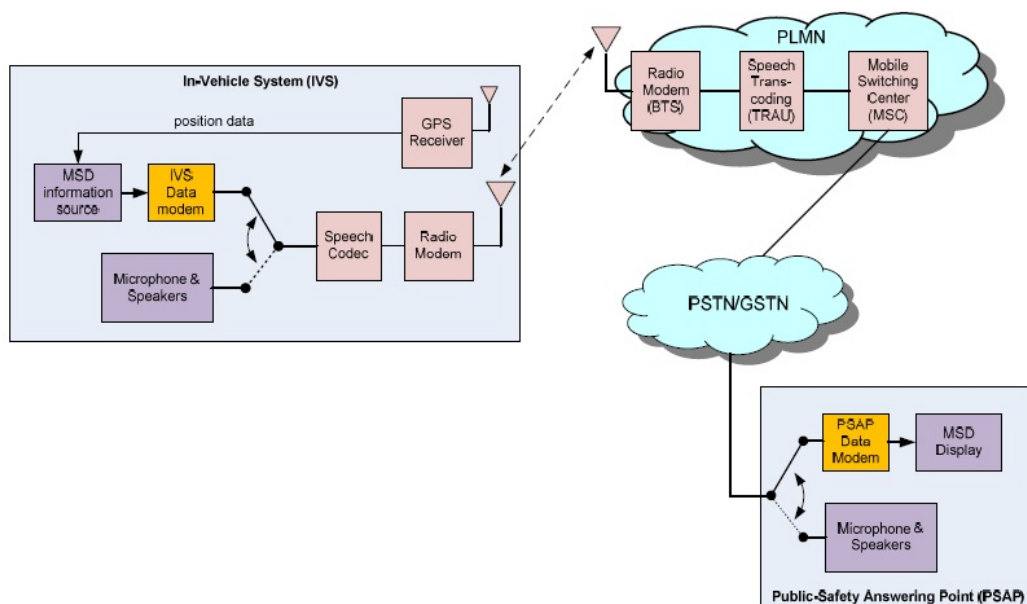 In-Vehicle System (IVS)
position data
GPS
Receiver
MSD
information
source
IVS
Data
modem
Speech
Codec
Radio
Modem
Microphone &
Speakers
PLMN
Radio
Modem
(BTS)
Speech
Trans-
coding
(TRAU)
Mobile
Switching
Center
(MSC)
PSTN/GSTN
PSAP
Data
Modem
MSD
Display
Microphone &
Speakers
Public-Safety Answering Point (PSAP)